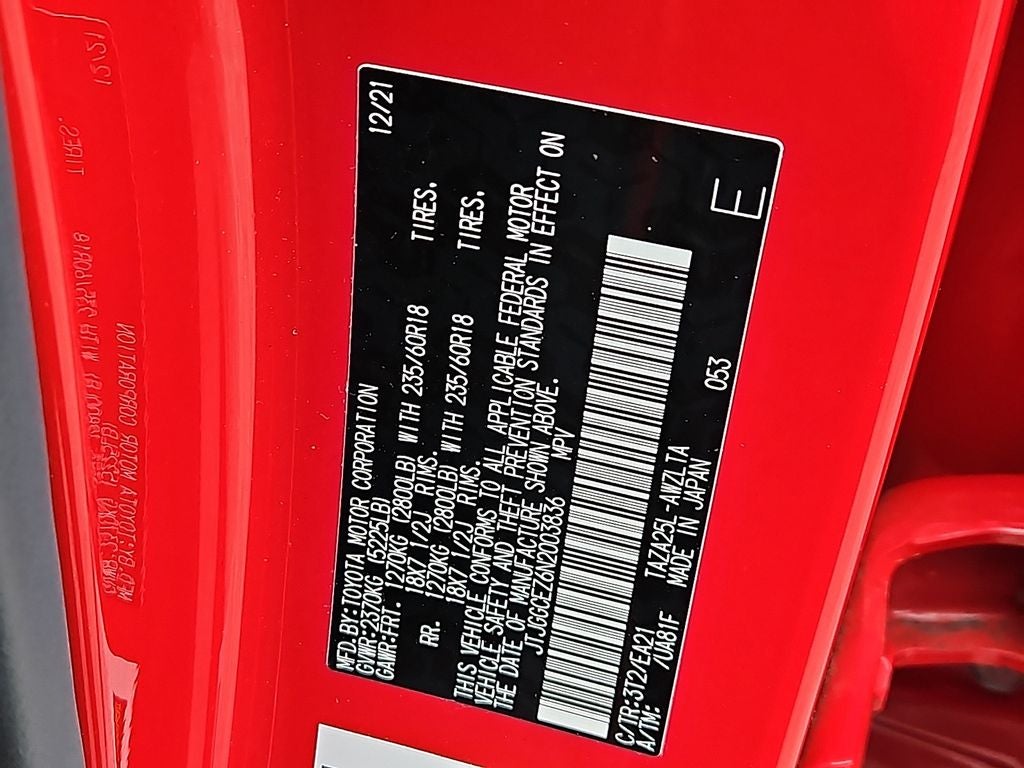 MFD.BY:TOYOTA MOTOR CORPORATION 12/21
GVWR:2370KG (5225LB)
GAWR:FRT. 1270KG (2800LB) WITH 235/60R18 TIRES.
18X7 1/2J RIMS.
RR. 1270KG (2800LB) WITH 235/60R18 TIRES.
18X7 1/2J RIMS.
THIS VEHICLE CONFORMS TO ALL APPLICABLE FEDERAL MOTOR
VEHICLE SAFETY AND THEFT PREVENTION STANDARDS IN EFFECT ON
THE DATE OF MANUFACTURE SHOWN ABOVE.
JTJGGCEZ6N2003836 MPV
E
C/TR:3T2/EA21 TAZA25L-AWZLTA 053
A/TM: /UA81F MADE IN JAPAN